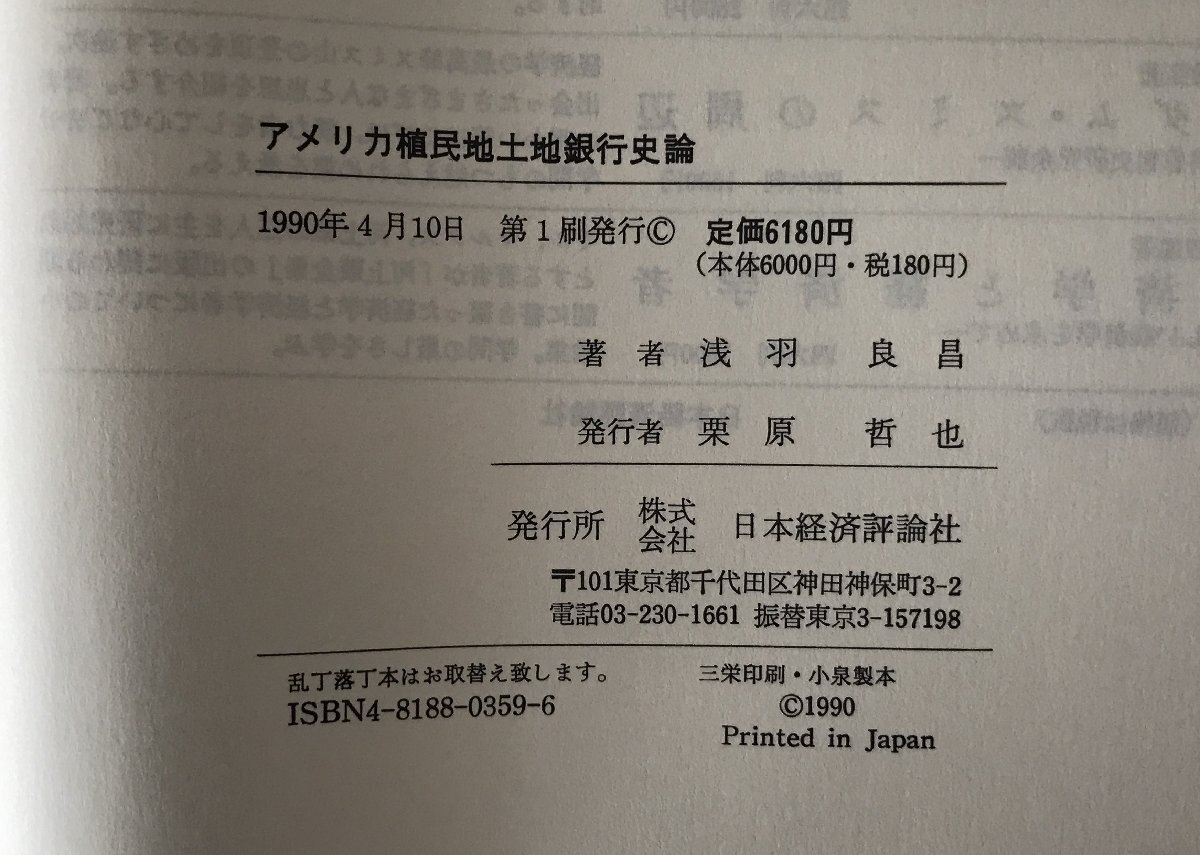 アメリカ植民地土地銀行史論
1990年4月10日 第1刷発行© 定価6180円
(本体6000円・税180円)
著者 浅羽 良昌
発行者 栗原 哲也
発行所 株式会社 日本経済評論社
〒101東京都千代田区神田神保町3-2
電話03-230-1661 振替東京3-157198
乱丁落丁本はお取替え致します。 三栄印刷・小泉製本
ISBN4-8188-0359-6 ©1990
Printed in Japan